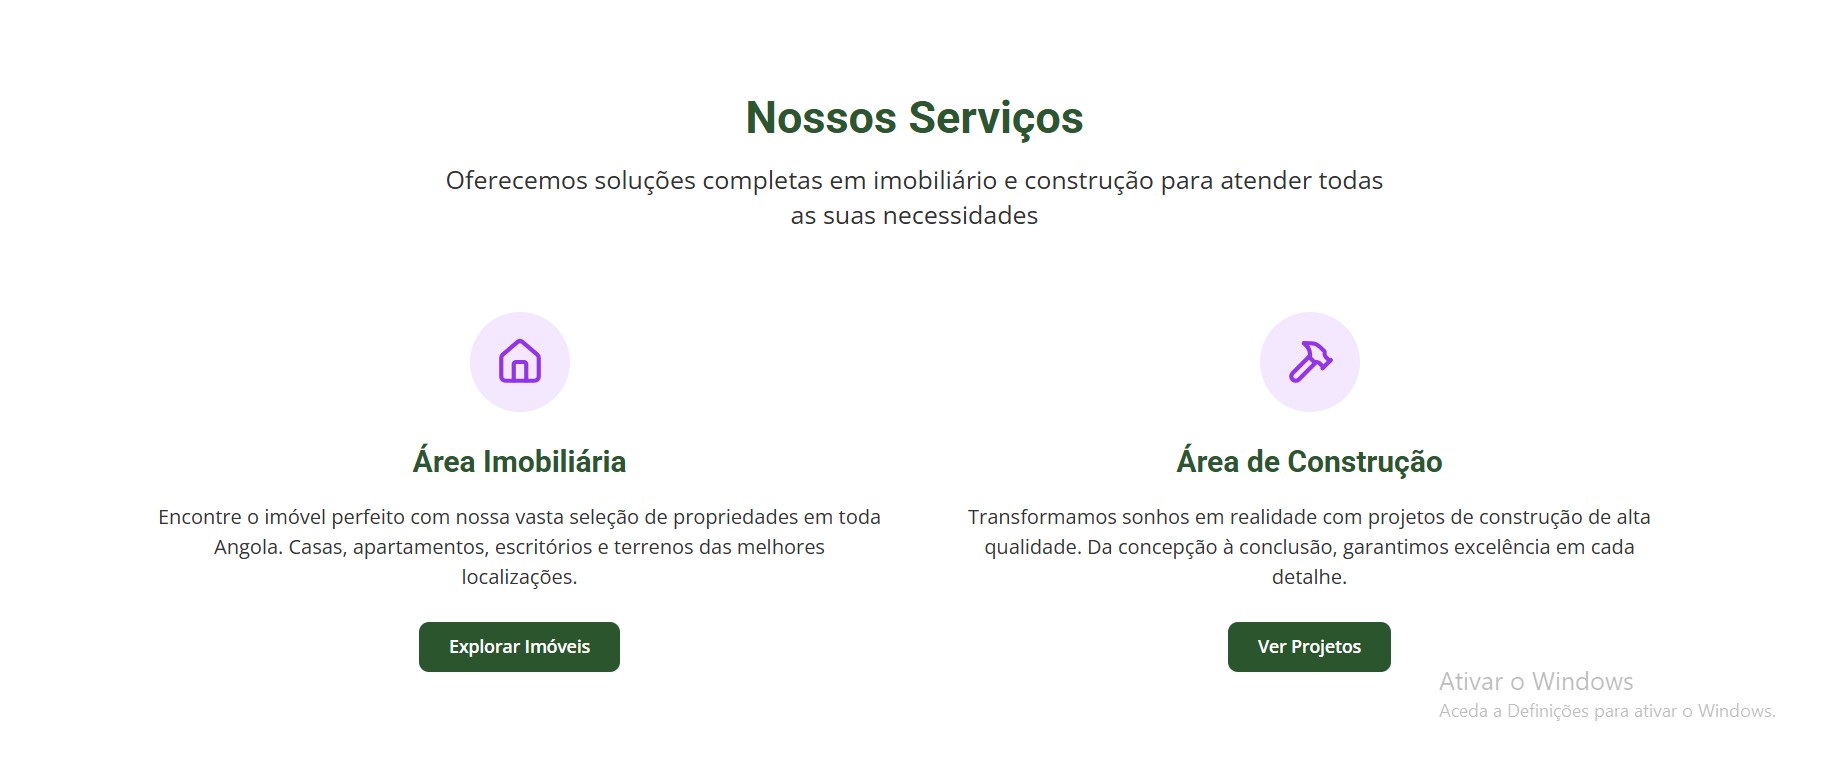 Nossos Serviços
Oferecemos soluções completas em imobiliário e construção para atender todas
as suas necessidades
Área Imobiliária
Encontre o imóvel perfeito com nossa vasta seleção de propriedades em toda
Angola. Casas, apartamentos, escritórios e terrenos das melhores
localizações.
Explorar Imóveis
Área de Construção
Transformamos sonhos em realidade com projetos de construção de alta
qualidade. Da concepção à conclusão, garantimos excelência em cada
detalhe.
Ver Projetos
Ativar o Windows
Aceda a Definições para ativar o Windows.